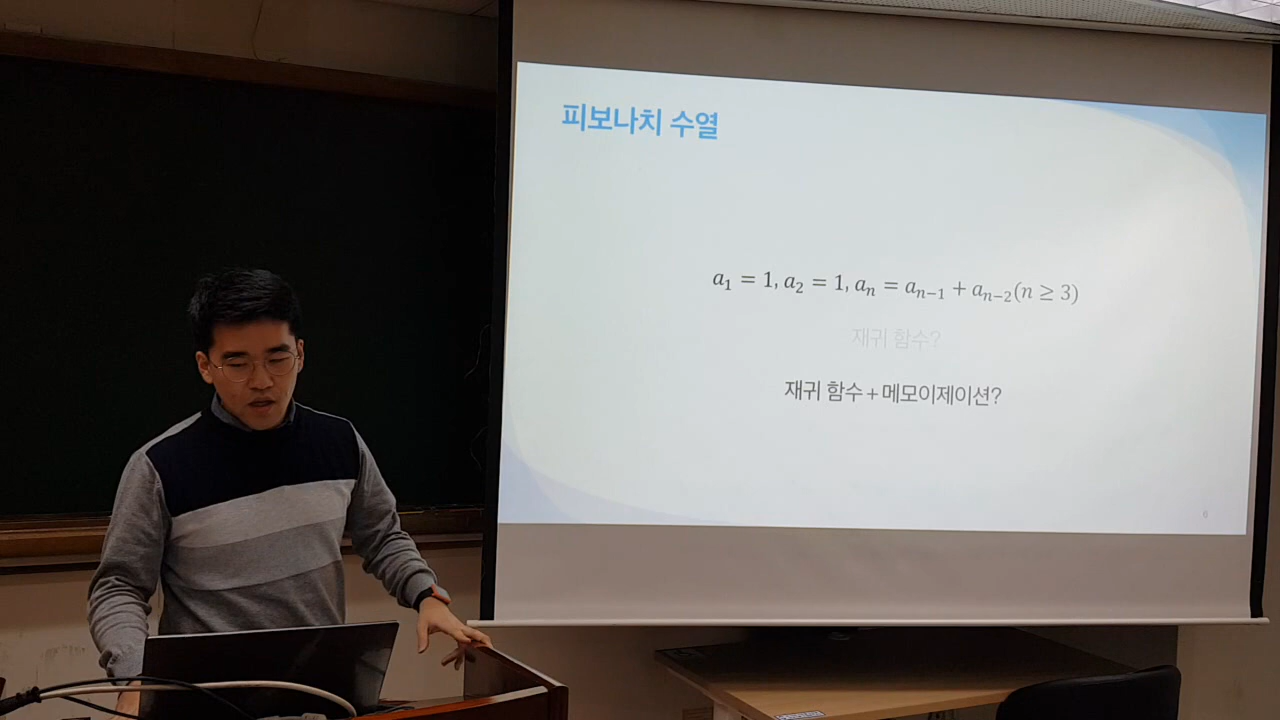 피보나치 수열
a₁ = 1, a₂ = 1, aₙ = aₙ₋₁ + aₙ₋₂(n ≥ 3)
재귀 함수?
재귀 함수 + 메모이제이션?
6